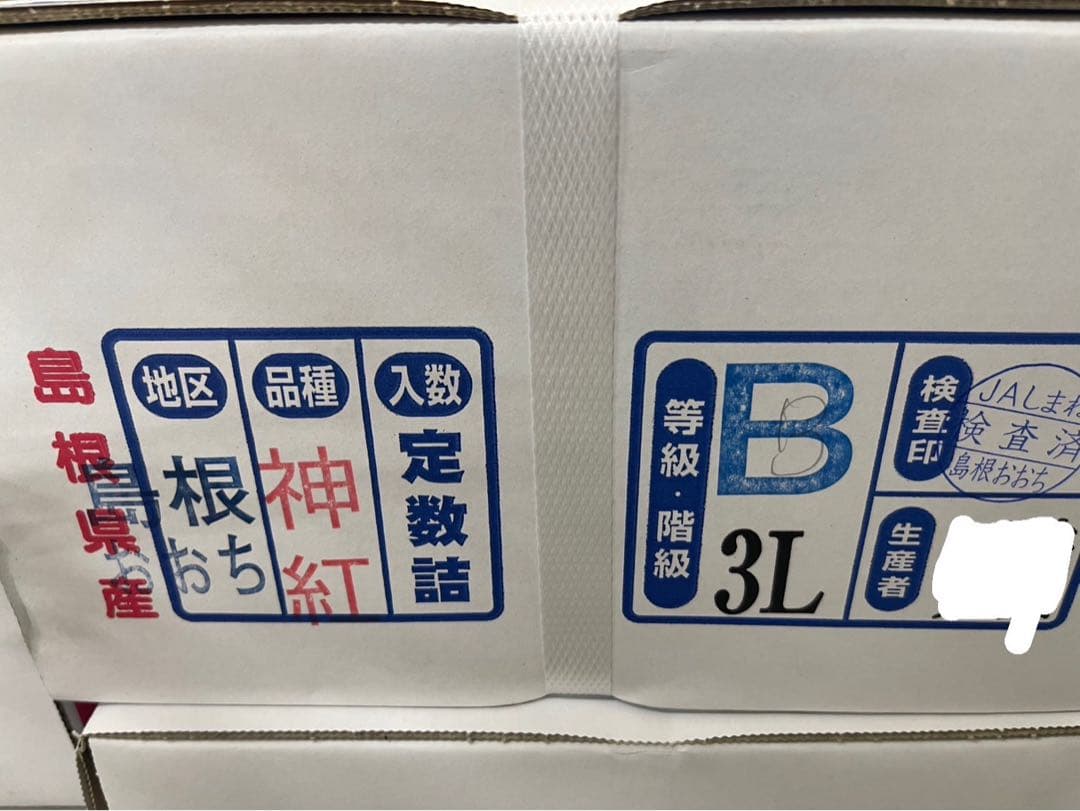 島根県産
地区
島根
おおち
品種
神紅
入数
定数詰
等級・階級
B
3L
検査印
JAしまね
検査済
島根おおち
生産者